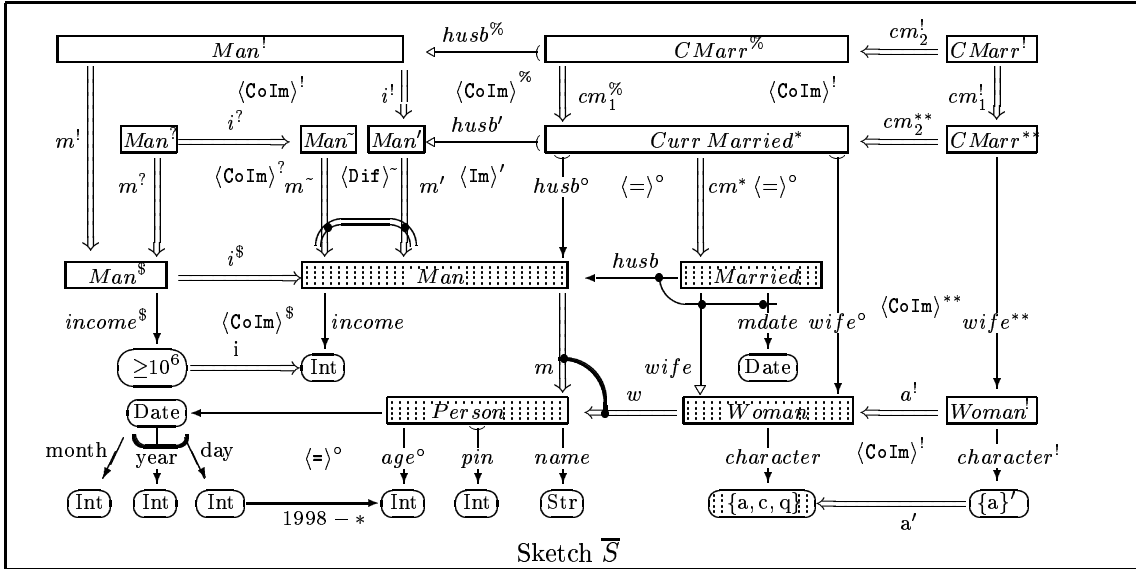 Man! husb% CMarr% cm!2 CMarr!
⟨CoIm⟩! i! ⟨CoIm⟩% cm%1 ⟨CoIm⟩! cm!1
m! Man? i? Man~ Man′ husb′ Curr Married* cm**2 CMarr**
m? ⟨CoIm⟩? m~ ⟨Dif⟩~ m′ ⟨Im⟩′ husb° ⟨=⟩° cm* ⟨=⟩°
Man$ i$ Man husb Married
income$ ⟨CoIm⟩$ income mdate wife° ⟨CoIm⟩** wife**
≥10⁶ i Int m wife Date
Date Person w Woman a! Woman!
month year day ⟨=⟩° age° pin name character ⟨CoIm⟩! character!
Int Int Int 1998 − * Int Int Str {a, c, q} a′ {a}′
Sketch S̅